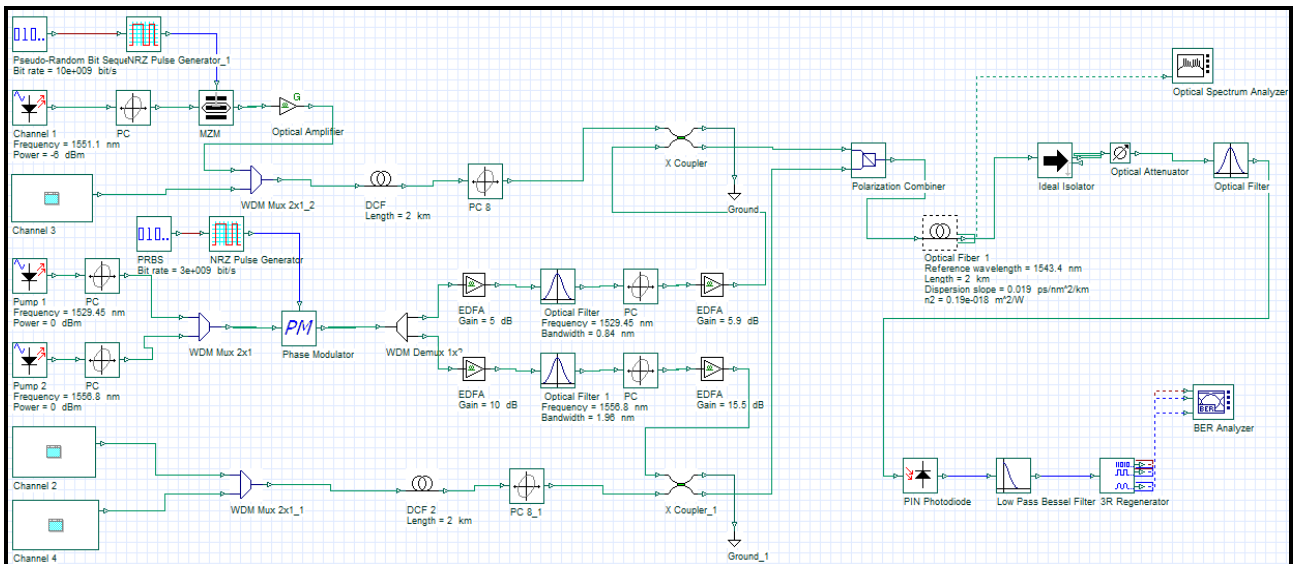 010..
Pseudo-Random Bit Sequ
NRZ Pulse Generator_1
Bit rate = 10e+009 bit/s
G
Channel 1
Frequency = 1551.1 nm
Power = -6 dBm
PC
MZM
Optical Amplifier
Optical Spectrum Analyzer
X Coupler
Polarization Combiner
Ideal Isolator
Optical Attenuator
Optical Filter
WDM Mux 2x1_2
DCF
Length = 2 km
PC 8
Ground
Channel 3
010..
PRBS
Bit rate = 3e+009 bit/s
NRZ Pulse Generator
Optical Fiber 1
Reference wavelength = 1543.4 nm
Length = 2 km
Dispersion slope = 0.019 ps/nm^2/km
n2 = 0.19e-018 m^2/W
Pump 1
Frequency = 1529.45 nm
Power = 0 dBm
PC
EDFA
Gain = 5 dB
Optical Filter
Frequency = 1529.45 nm
Bandwidth = 0.84 nm
PC
EDFA
Gain = 5.9 dB
WDM Mux 2x1
PM
Phase Modulator
WDM Demux 1x?
Pump 2
Frequency = 1556.8 nm
Power = 0 dBm
PC
EDFA
Gain = 10 dB
Optical Filter 1
Frequency = 1556.8 nm
Bandwidth = 1.96 nm
PC
EDFA
Gain = 15.5 dB
BER
BER Analyzer
Channel 2
WDM Mux 2x1_1
DCF 2
Length = 2 km
PC 8_1
X Coupler_1
PIN Photodiode
Low Pass Bessel Filter
3R Regenerator
Channel 4
Ground_1